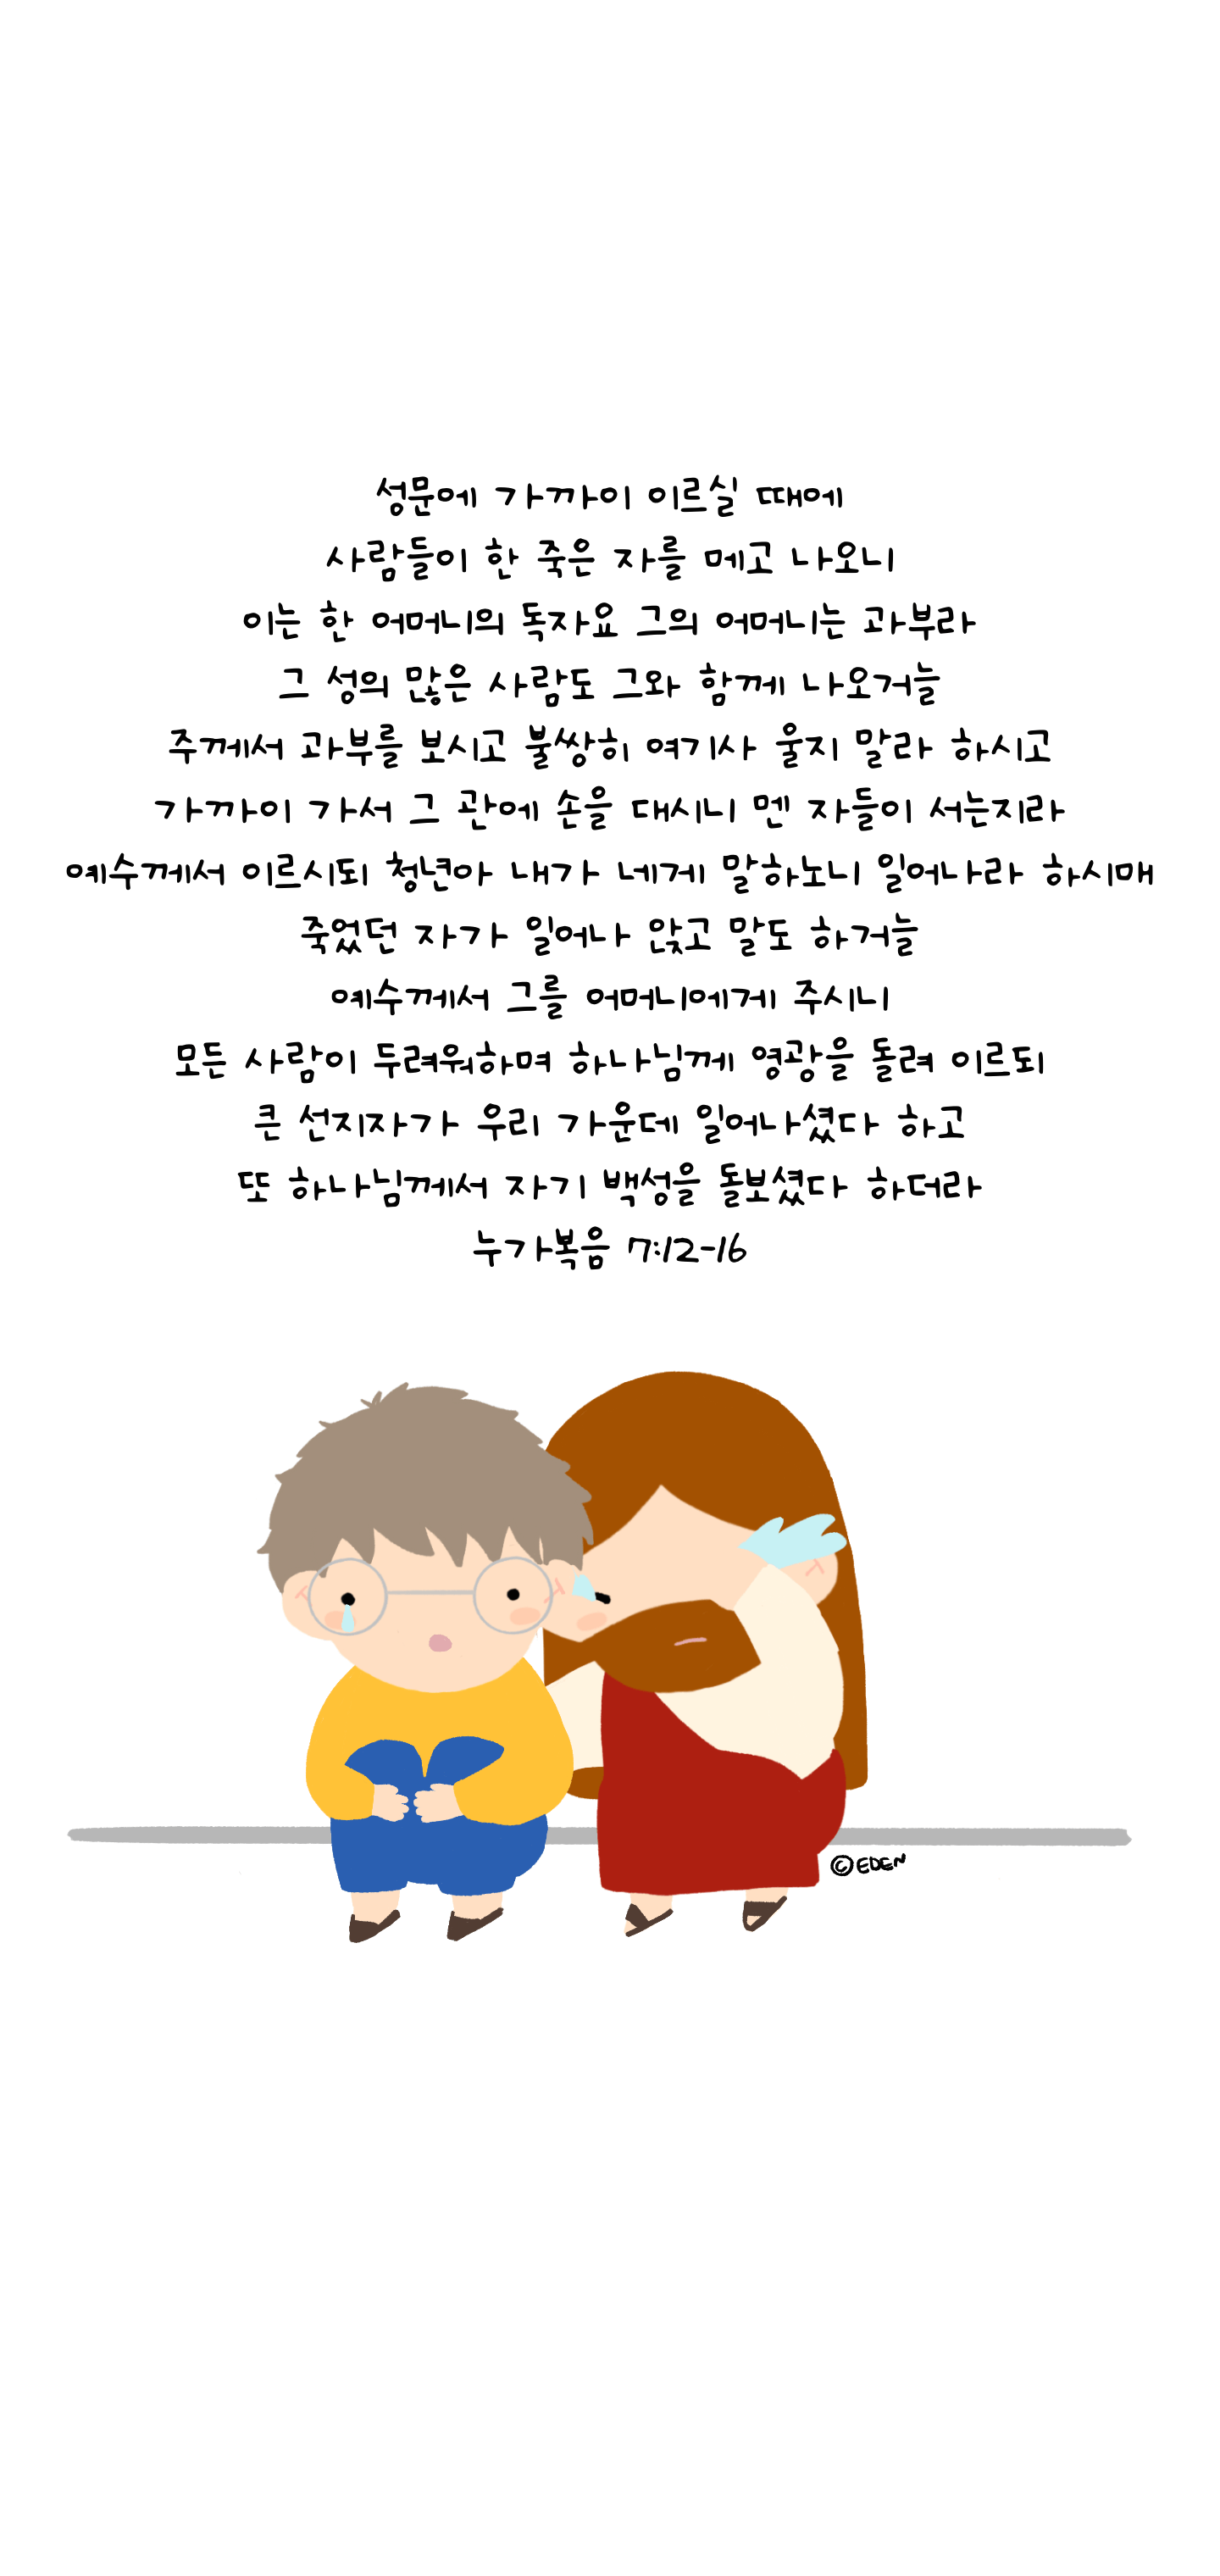 성문에 가까이 이르실 때에
사람들이 한 죽은 자를 메고 나오니
이는 한 어머니의 독자요 그의 어머니는 과부라
그 성의 많은 사람도 그와 함께 나오거늘
주께서 과부를 보시고 불쌍히 여기사 울지 말라 하시고
가까이 가서 그 관에 손을 대시니 멘 자들이 서는지라
예수께서 이르시되 청년아 내가 네게 말하노니 일어나라 하시매
죽었던 자가 일어나 앉고 말도 하거늘
예수께서 그를 어머니에게 주시니
모든 사람이 두려워하며 하나님께 영광을 돌려 이르되
큰 선지자가 우리 가운데 일어나셨다 하고
또 하나님께서 자기 백성을 돌보셨다 하더라
누가복음 7:12-16
©EDEN